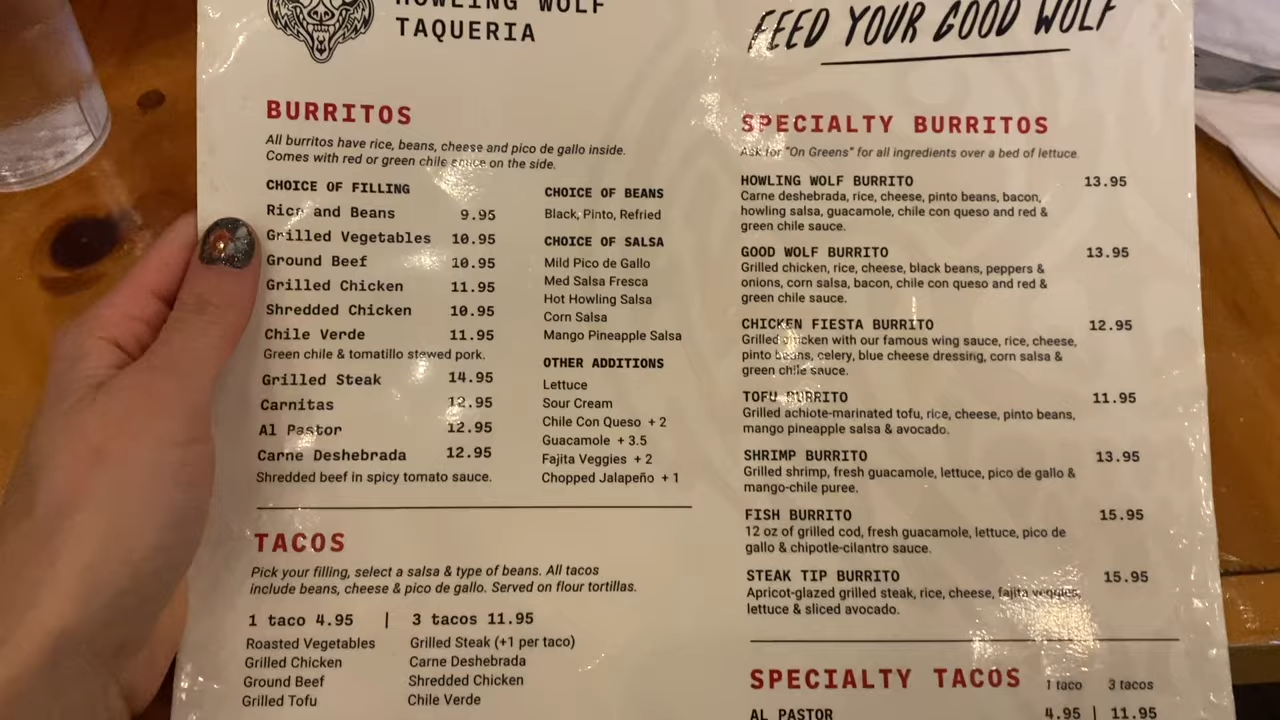 HOWLING WOLF
TAQUERIA
FEED YOUR GOOD WOLF
BURRITOS
All burritos have rice, beans, cheese and pico de gallo inside.
Comes with red or green chile sauce on the side.
CHOICE OF FILLING
Rice and Beans 9.95
Grilled Vegetables 10.95
Ground Beef 10.95
Grilled Chicken 11.95
Shredded Chicken 10.95
Chile Verde 11.95
Green chile & tomatillo stewed pork.
Grilled Steak 14.95
Carnitas 12.95
Al Pastor 12.95
Carne Deshebrada 12.95
Shredded beef in spicy tomato sauce.
CHOICE OF BEANS
Black, Pinto, Refried
CHOICE OF SALSA
Mild Pico de Gallo
Med Salsa Fresca
Hot Howling Salsa
Corn Salsa
Mango Pineapple Salsa
OTHER ADDITIONS
Lettuce
Sour Cream
Chile Con Queso + 2
Guacamole + 3.5
Fajita Veggies + 2
Chopped Jalapeño + 1
TACOS
Pick your filling, select a salsa & type of beans. All tacos
include beans, cheese & pico de gallo. Served on flour tortillas.
1 taco 4.95 | 3 tacos 11.95
Roasted Vegetables
Grilled Chicken
Ground Beef
Grilled Tofu
Grilled Steak (+1 per taco)
Carne Deshebrada
Shredded Chicken
Chile Verde
SPECIALTY BURRITOS
Ask for "On Greens" for all ingredients over a bed of lettuce
HOWLING WOLF BURRITO 13.95
Carne deshebrada, rice, cheese, pinto beans, bacon,
howling salsa, guacamole, chile con queso and red &
green chile sauce.
GOOD WOLF BURRITO 13.95
Grilled chicken, rice, cheese, black beans, peppers &
onions, corn salsa, bacon, chile con queso and red &
green chile sauce.
CHICKEN FIESTA BURRITO 12.95
Grilled chicken with our famous wing sauce, rice, cheese,
pinto beans, celery, blue cheese dressing, corn salsa &
green chile sauce.
TOFU BURRITO 11.95
Grilled achiote-marinated tofu, rice, cheese, pinto beans,
mango pineapple salsa & avocado.
SHRIMP BURRITO 13.95
Grilled shrimp, fresh guacamole, lettuce, pico de gallo &
mango-chile puree.
FISH BURRITO 15.95
12 oz of grilled cod, fresh guacamole, lettuce, pico de
gallo & chipotle-cilantro sauce.
STEAK TIP BURRITO 15.95
Apricot-glazed grilled steak, rice, cheese, fajita veggies,
lettuce & sliced avocado.
SPECIALTY TACOS 1 taco 3 tacos
AL PASTOR 4.95 | 11.95